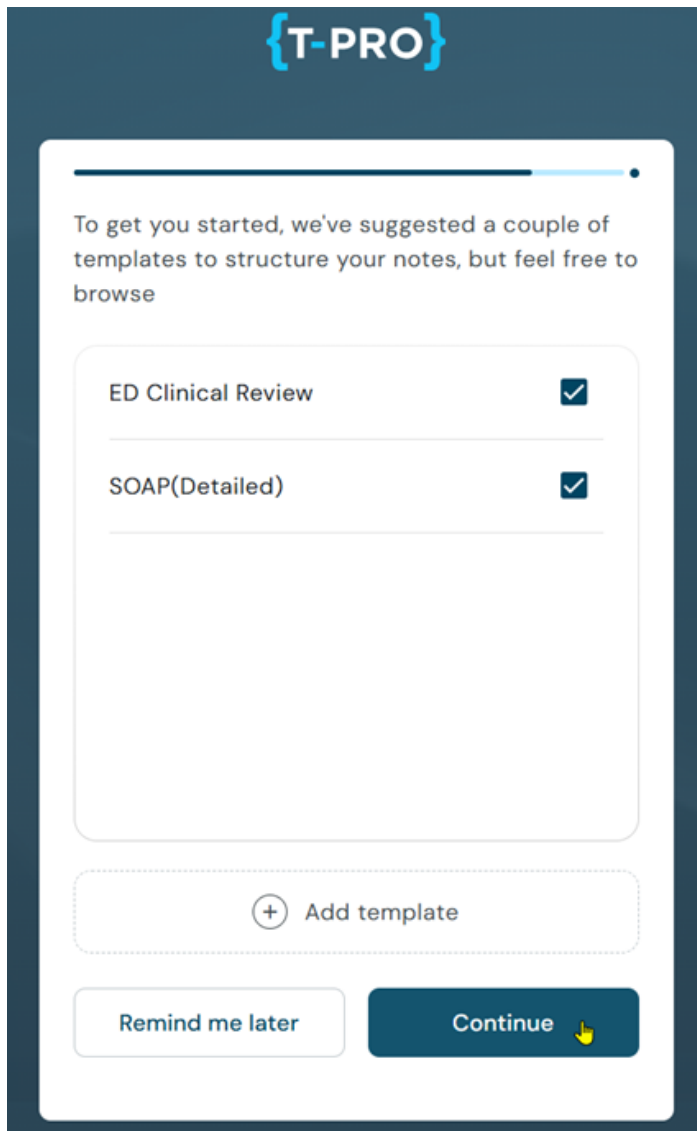 {T-PRO}
To get you started, we've suggested a couple of
templates to structure your notes, but feel free to
browse
ED Clinical Review
SOAP(Detailed)
Add template
Remind me later
Continue